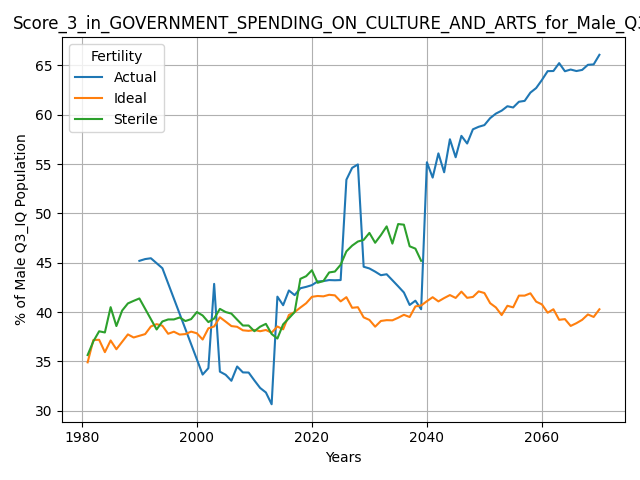 Score_3_in_GOVERNMENT_SPENDING_ON_CULTURE_AND_ARTS_for_Male_Q3
Fertility
Actual
Ideal
Sterile
% of Male Q3_IQ Population
65
60
55
50
45
40
35
30
1980 2000 2020 2040 2060
Years